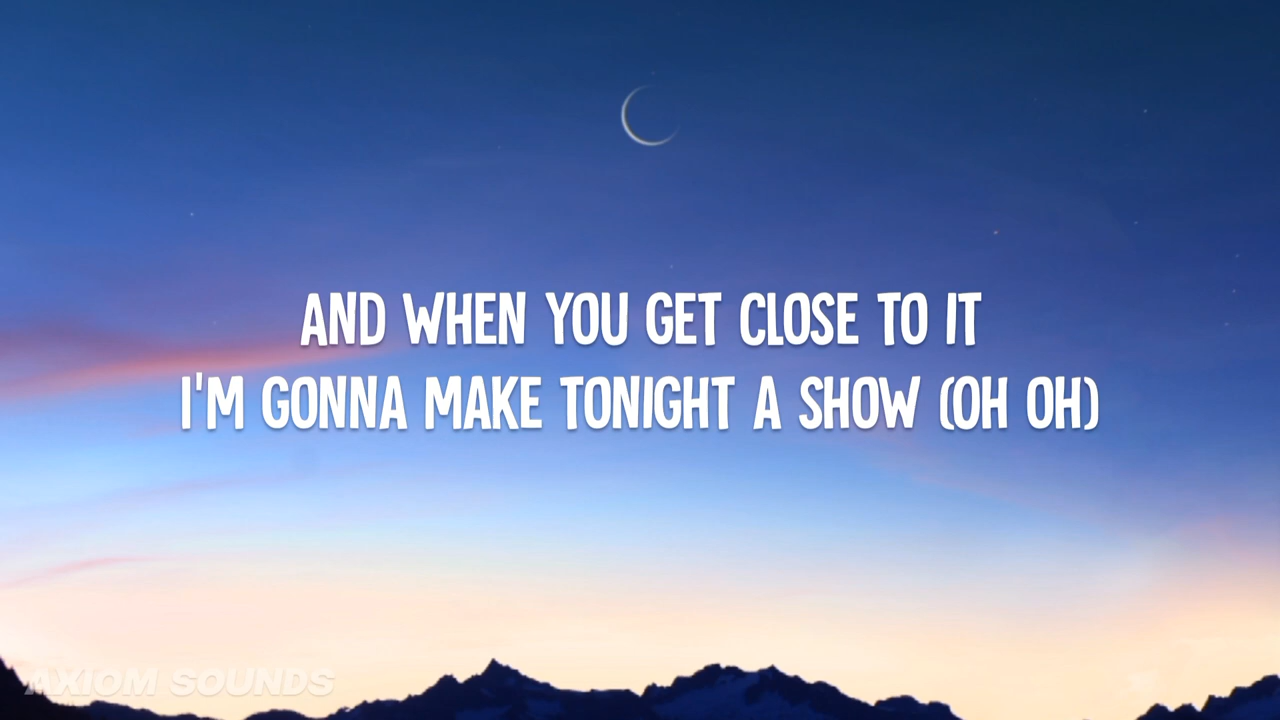 AND WHEN YOU GET CLOSE TO IT
I'M GONNA MAKE TONIGHT A SHOW (OH OH)
AXIOM SOUNDS